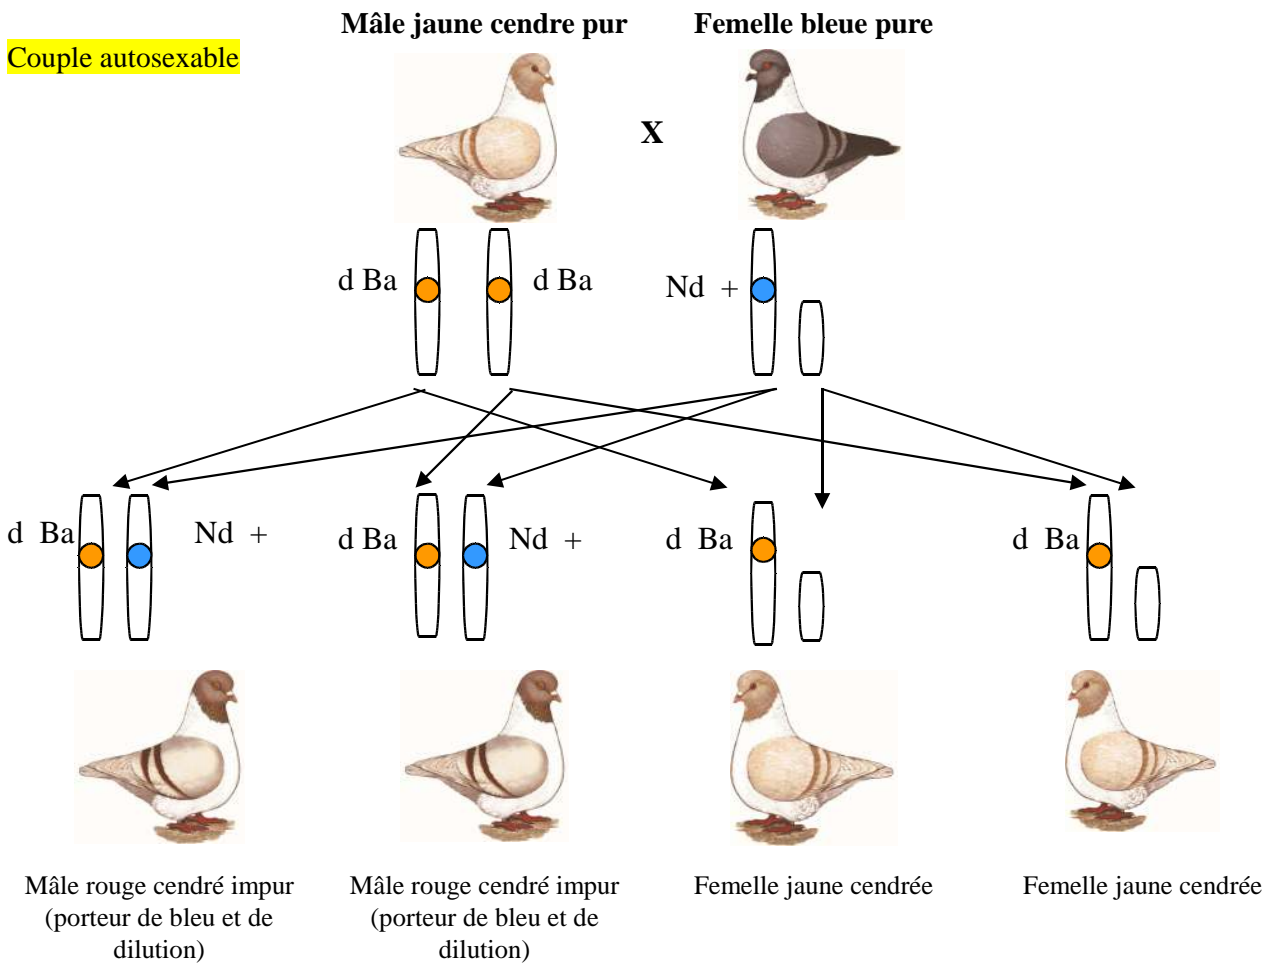 Mâle jaune cendre pur
Femelle bleue pure
Couple autosexable
X
d Ba
d Ba
Nd +
d Ba
Nd +
d Ba
Nd +
d Ba
d Ba
Mâle rouge cendré impur
(porteur de bleu et de
dilution)
Mâle rouge cendré impur
(porteur de bleu et de
dilution)
Femelle jaune cendrée
Femelle jaune cendrée